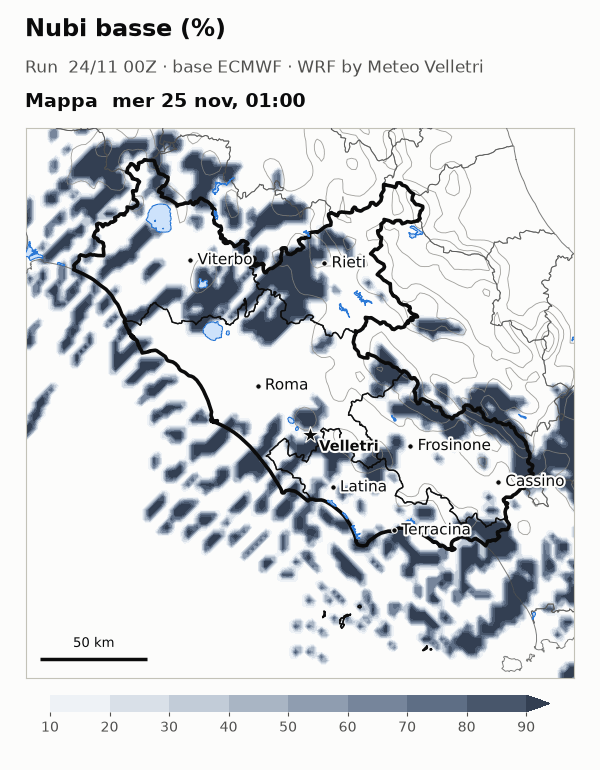 Nubi basse (%)
Run  24/11 00Z · base ECMWF · WRF by Meteo Velletri
Mappa  mer 25 nov, 01:00
Viterbo
Rieti
Roma
Velletri
Frosinone
Cassino
Latina
Terracina
50 km
10 20 30 40 50 60 70 80 90